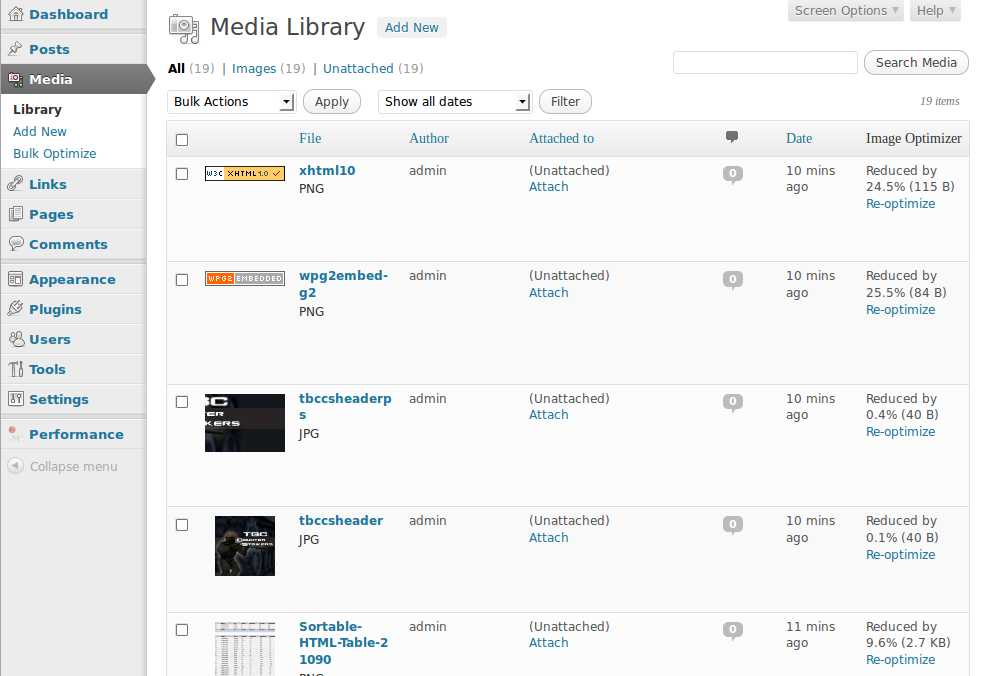 Dashboard
Posts
Media
Library
Add New
Bulk Optimize
Links
Pages
Comments
Appearance
Plugins
Users
Tools
Settings
Performance
Collapse menu
Screen Options
Help
Media Library Add New
All (19) | Images (19) | Unattached (19)
Search Media
Bulk Actions Apply Show all dates Filter 19 items
File Author Attached to Date Image Optimizer
W3C XHTML 1.0
xhtml10
PNG
admin
(Unattached)
Attach
0
10 mins
ago
Reduced by
24.5% (115 B)
Re-optimize
WPG2 EMBEDDED
wpg2embed-
g2
PNG
admin
(Unattached)
Attach
0
10 mins
ago
Reduced by
25.5% (84 B)
Re-optimize
tbccsheaderp
s
JPG
admin
(Unattached)
Attach
0
10 mins
ago
Reduced by
0.4% (40 B)
Re-optimize
tbccsheader
JPG
admin
(Unattached)
Attach
0
10 mins
ago
Reduced by
0.1% (40 B)
Re-optimize
Sortable-
HTML-Table-2
1090
admin
(Unattached)
Attach
0
11 mins
ago
Reduced by
9.6% (2.7 KB)
Re-optimize